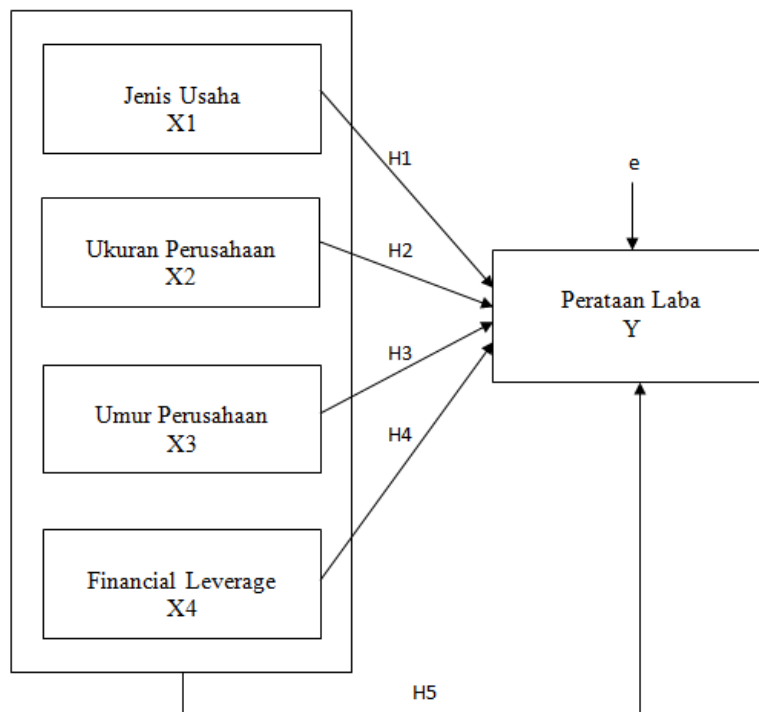 Jenis Usaha
X1
H1
e
Ukuran Perusahaan
X2
H2
Perataan Laba
Y
H3
Umur Perusahaan
X3
H4
Financial Leverage
X4
H5